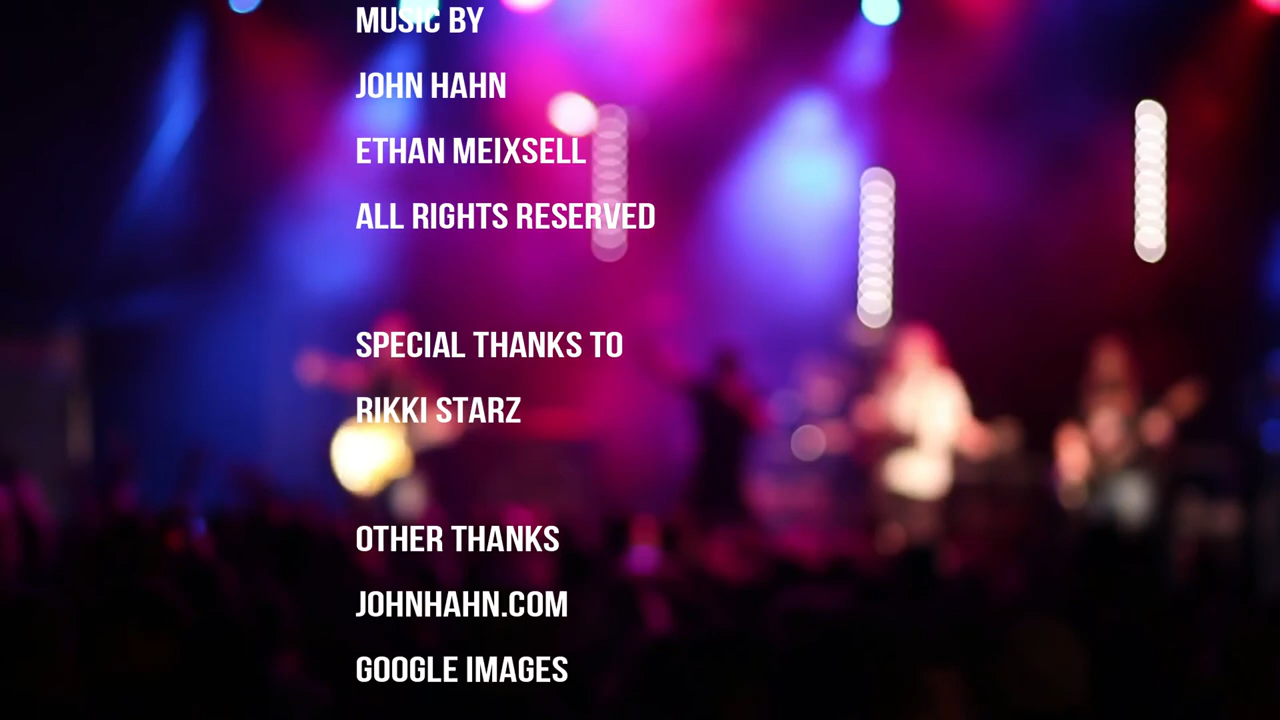 MUSIC BY
JOHN HAHN
ETHAN MEIXSELL
ALL RIGHTS RESERVED
SPECIAL THANKS TO
RIKKI STARZ
OTHER THANKS
JOHNHAHN.COM
GOOGLE IMAGES